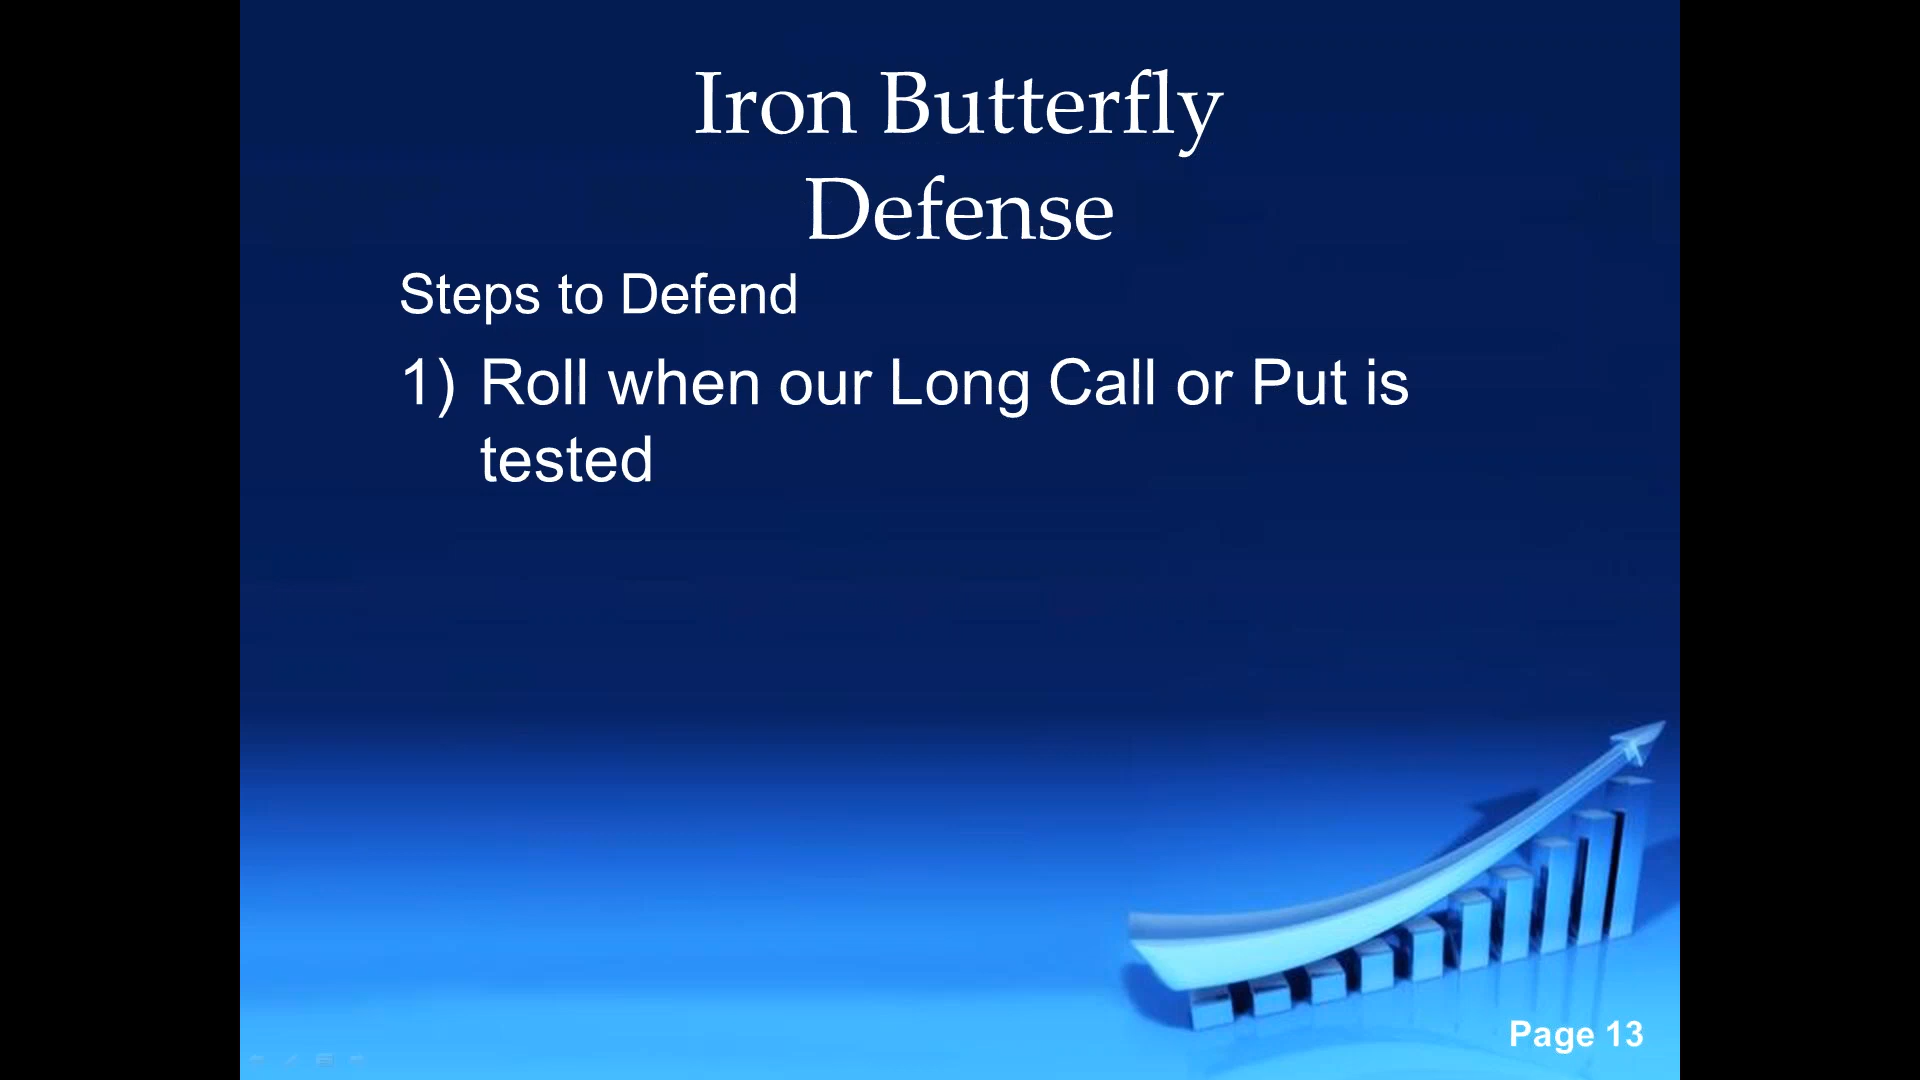 Iron Butterfly
Defense
Steps to Defend
1) Roll when our Long Call or Put is
tested
Page 13